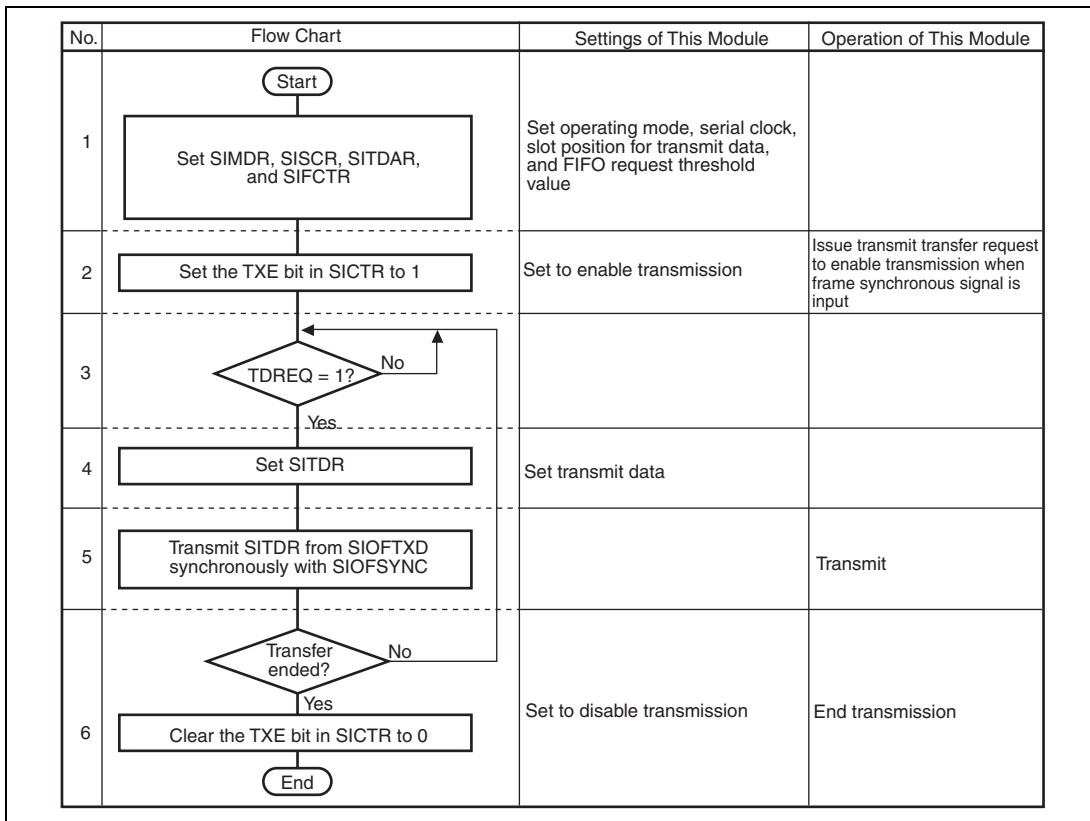 No.
Flow Chart
Settings of This Module
Operation of This Module
1
Start
Set SIMDR, SISCR, SITDAR,
and SIFCTR
Set operating mode, serial clock,
slot position for transmit data,
and FIFO request threshold
value
2
Set the TXE bit in SICTR to 1
Set to enable transmission
Issue transmit transfer request
to enable transmission when
frame synchronous signal is
input
3
TDREQ = 1?
No
Yes
4
Set SITDR
Set transmit data
5
Transmit SITDR from SIOFTXD
synchronously with SIOFSYNC
Transmit
6
Transfer
ended?
No
Yes
Clear the TXE bit in SICTR to 0
End
Set to disable transmission
End transmission